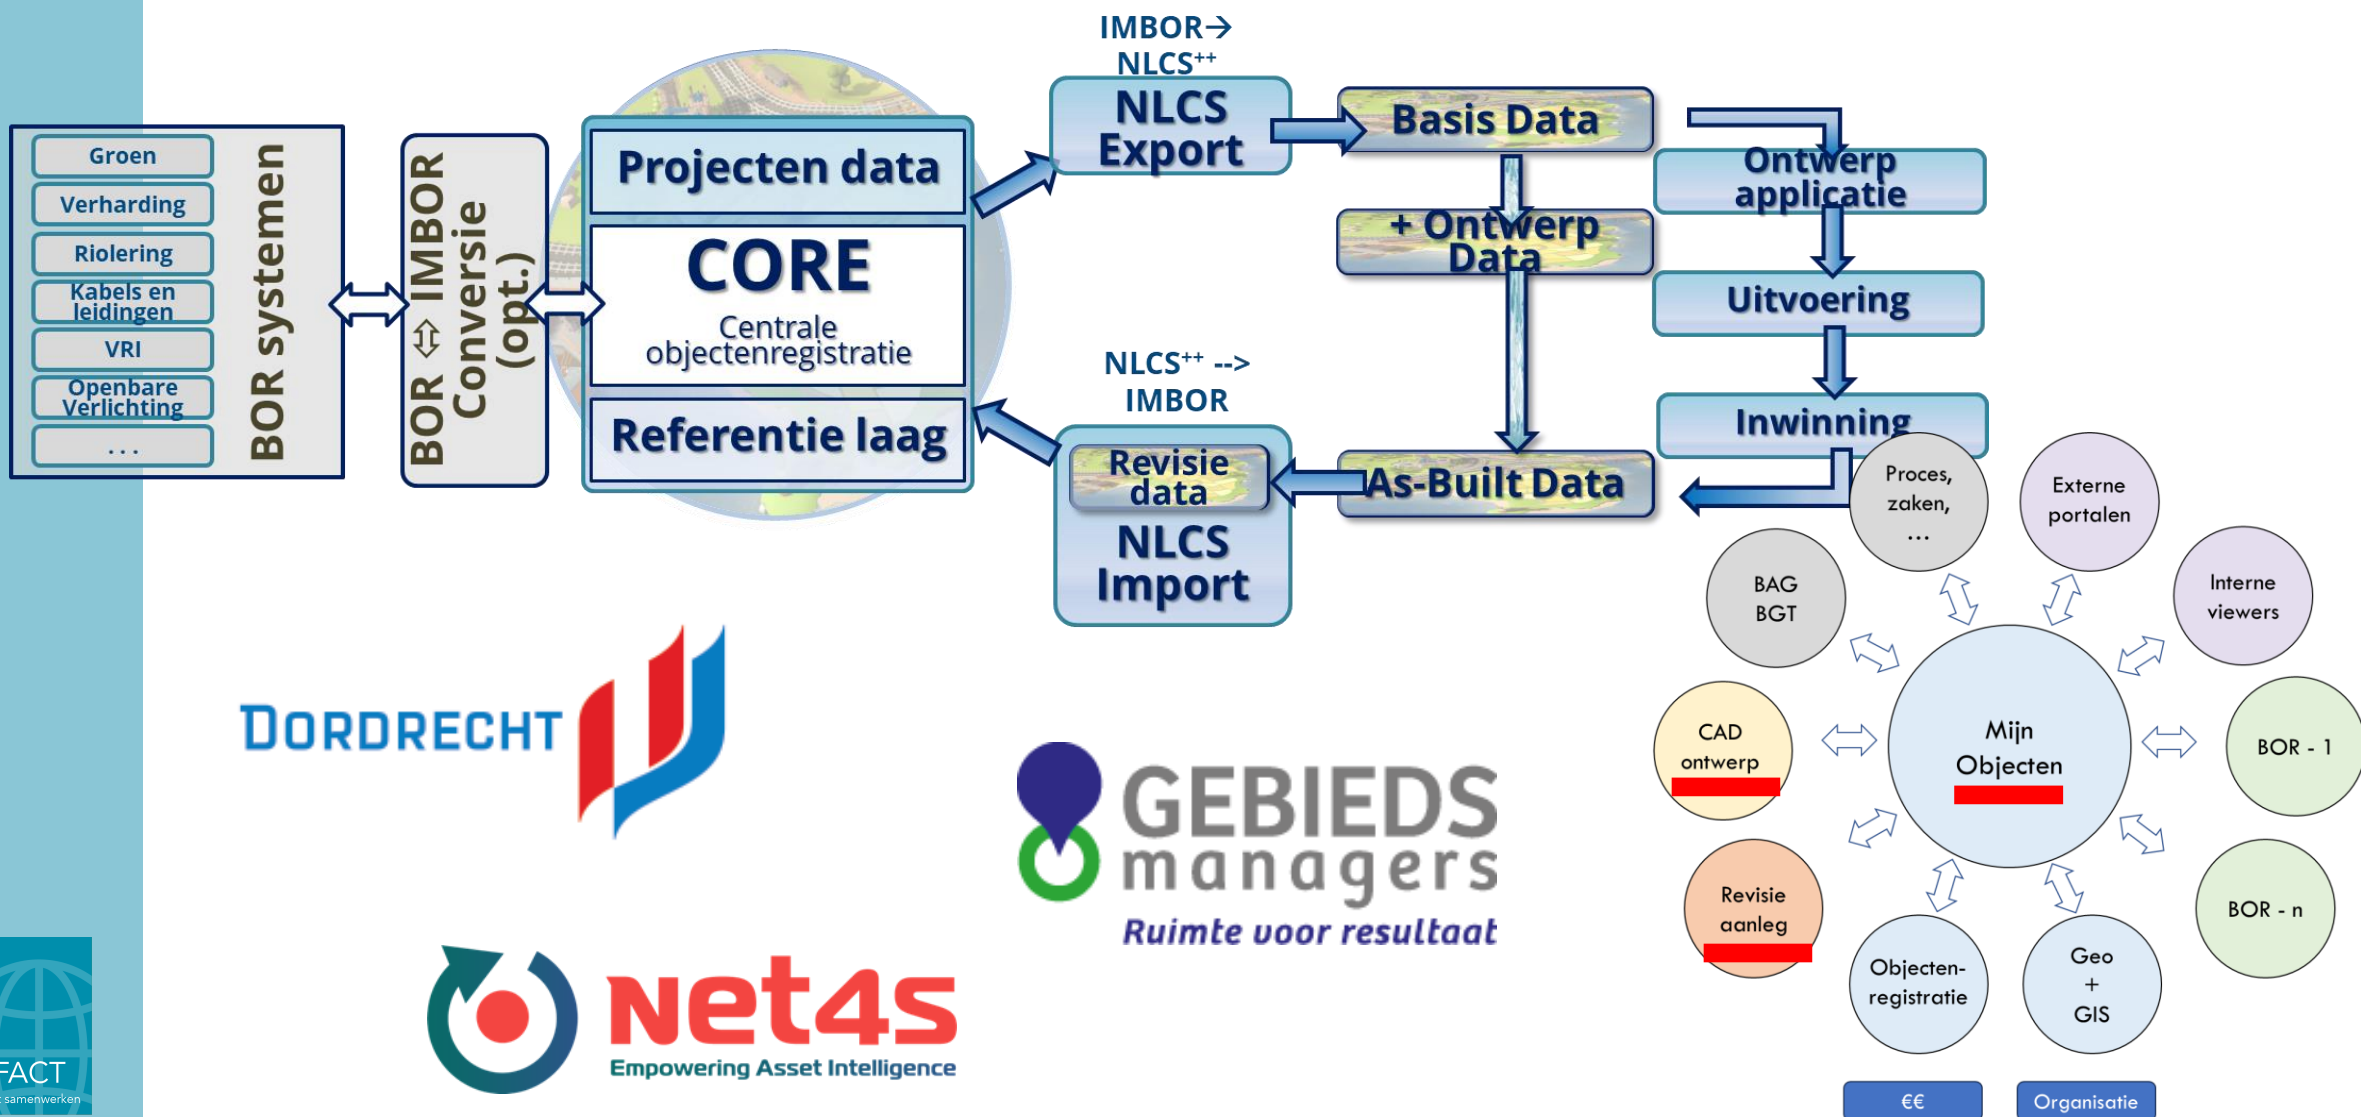 Groen
Verharding
Riolering
Kabels en
leidingen
VRI
Openbare
Verlichting
...
BOR systemen
BOR ⇔ IMBOR
Conversie
(opt.)
Projecten data
CORE
Centrale
objectenregistratie
Referentie laag
IMBOR→
NLCS++
NLCS
Export
Basis Data
+ Ontwerp
Data
As-Built Data
Ontwerp
applicatie
Uitvoering
Inwinning
NLCS++ -->
IMBOR
Revisie
data
NLCS
Import
Proces,
zaken,
...
Externe
portalen
BAG
BGT
Interne
viewers
CAD
ontwerp
Mijn
Objecten
BOR - 1
Revisie
aanleg
BOR - n
Objecten-
registratie
Geo
+
GIS
€€
Organisatie
DORDRECHT
GEBIEDS
managers
Ruimte voor resultaat
Net4s
Empowering Asset Intelligence
FACT
samenwerken